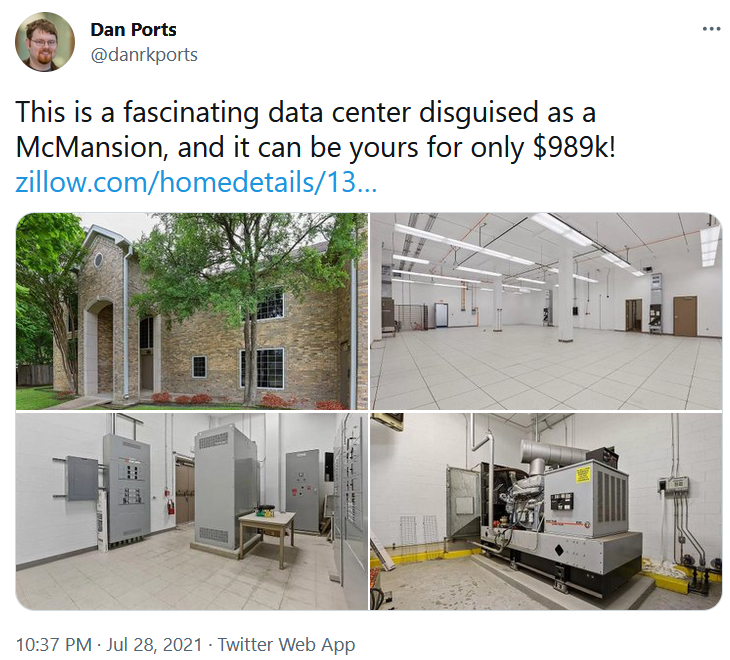 Dan Ports
@danrkports
This is a fascinating data center disguised as a
McMansion, and it can be yours for only $989k!
zillow.com/homedetails/13...
10:37 PM · Jul 28, 2021 · Twitter Web App